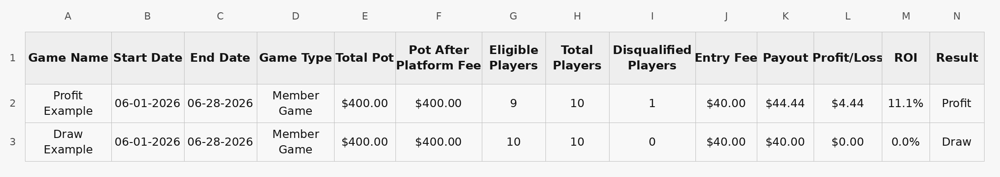 A B C D E F G H I J K L M N
1 Game Name Start Date End Date Game Type Total Pot Pot After Platform Fee Eligible Players Total Players Disqualified Players Entry Fee Payout Profit/Loss ROI Result
2 Profit Example 06-01-2026 06-28-2026 Member Game $400.00 $400.00 9 10 1 $40.00 $44.44 $4.44 11.1% Profit
3 Draw Example 06-01-2026 06-28-2026 Member Game $400.00 $400.00 10 10 0 $40.00 $40.00 $0.00 0.0% Draw